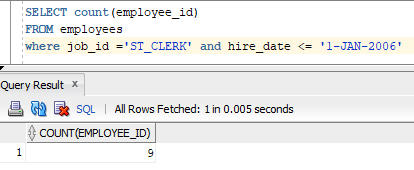 SELECT count(employee_id)
FROM employees
where job_id ='ST_CLERK' and hire_date <= '1-JAN-2006'
Query Result x
SQL | All Rows Fetched: 1 in 0.005 seconds
COUNT(EMPLOYEE_ID)
1 9